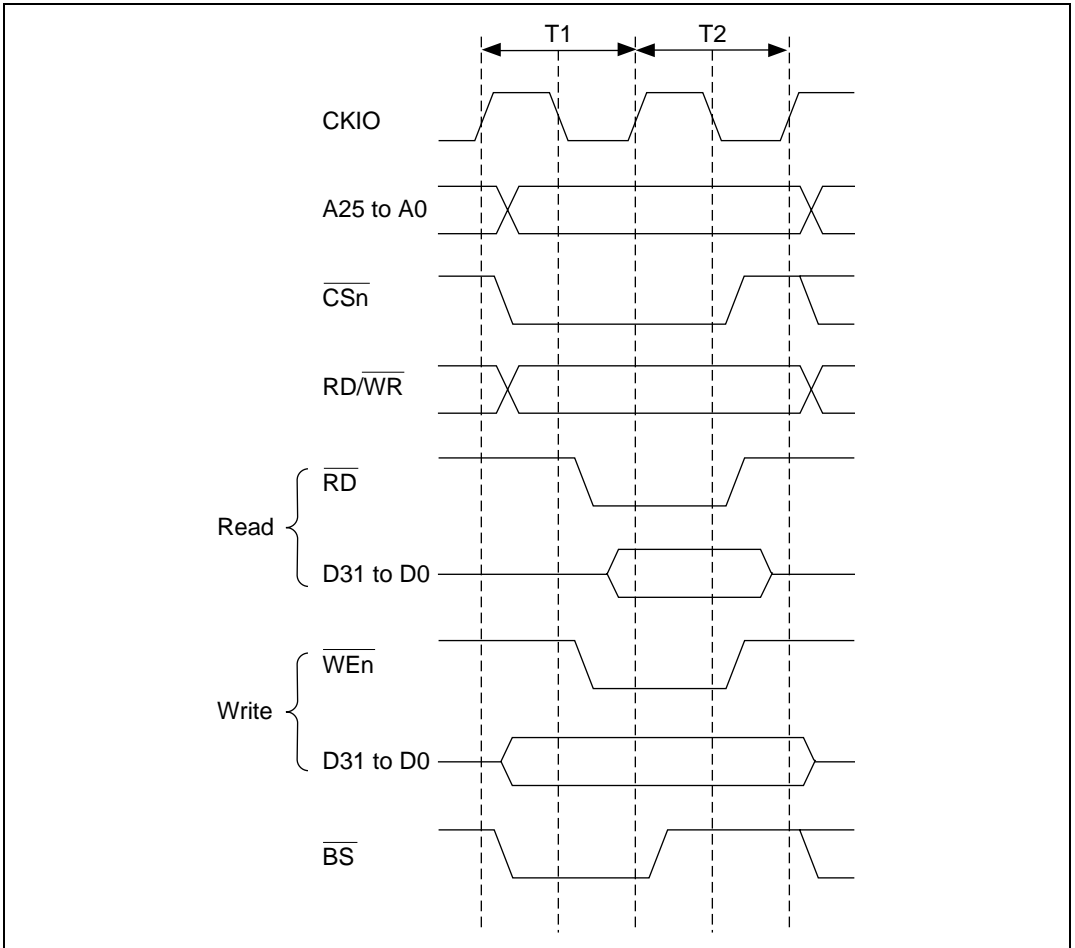 T1 T2
CKIO
A25 to A0
CSn
RD/WR
RD
Read
D31 to D0
WEn
Write
D31 to D0
BS